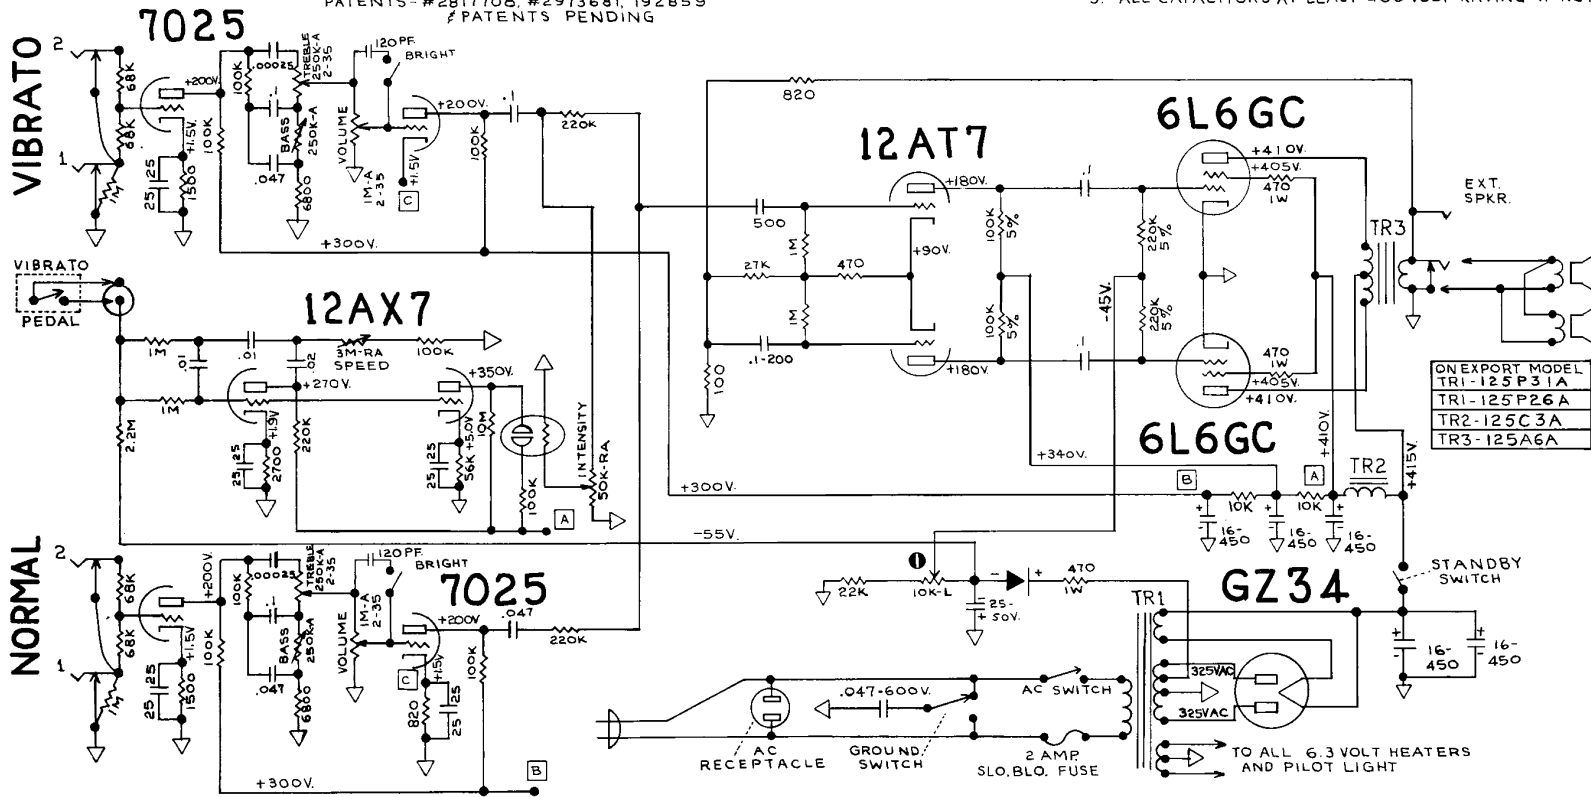 PATENTS-#2817708, #2973681, 192859
& PATENTS PENDING
VIBRATO
7025
2
68K
68K
1
1M
+200V.
+1.5V.
25
25
1500
100K
100K
.00025
TREBLE
250K-A
2-35
.1
BASS
250K-A
.047
6800
120 PF.
BRIGHT
VOLUME
1M-A
2-35
+1.5V
C
+200V.
100K
.1
220K
+300V.
820
12AT7
500
1M
27K
470
1M
.1-200
100
+180V.
+90V.
+180V.
100K
5%
100K
5%
.1
.1
220K
5%
220K
5%
-45V.
6L6GC
+410V.
+405V.
470
1W
470
1W
+405V.
+410V.
6L6GC
TR3
EXT.
SPKR.
ON EXPORT MODEL
TR1-125P31A
TR1-125P26A
TR2-125C3A
TR3-125A6A
VIBRATO
PEDAL
12AX7
1M
.01
.01
.02
3M-RA
SPEED
100K
1M
2.2M
+270V.
+1.9V
25
25
2700
220K
+350V.
+5.0V
25
25
56K
10M
100K
INTENSITY
50K-RA
A
+340V.
+300V.
B
10K
A
10K
+410V.
TR2
+415V.
16-
450
16-
450
16-
450
-55V.
22K
10K-L
25-
50V.
470
1W
STANDBY
SWITCH
GZ34
TR1
325VAC
325VAC
16-
450
16-
450
NORMAL
2
68K
68K
1
1M
+200V.
+1.5V.
25
25
1500
100K
100K
.00025
TREBLE
250K-A
2-35
.1
BASS
250K-A
.047
6800
120 PF.
BRIGHT
VOLUME
1M-A
2-35
7025
+200V
+1.5V
C
820
25
25
100K
.047
220K
+300V.
B
AC
RECEPTACLE
.047-600V.
GROUND
SWITCH
AC SWITCH
2 AMP.
SLO. BLO. FUSE
TO ALL 6.3 VOLT HEATERS
AND PILOT LIGHT